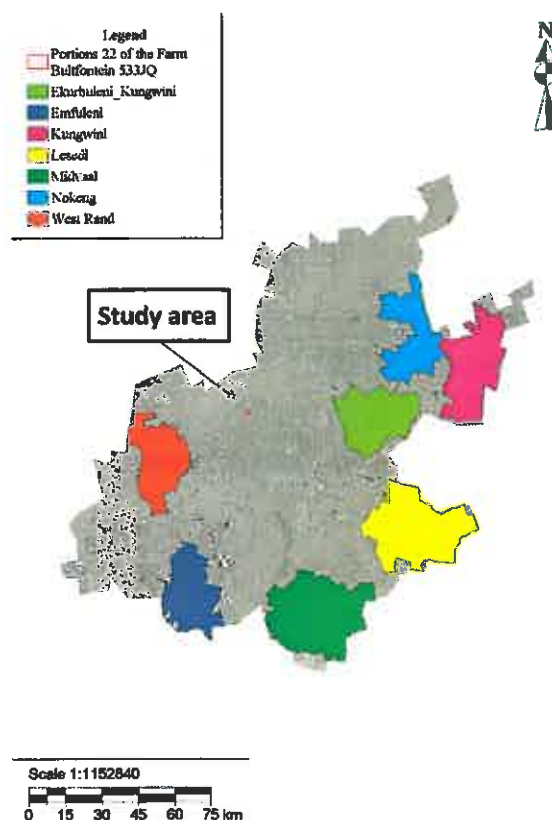 Legend
Portions 22 of the Farm
Bultfontein 533JQ
Ekurhuleni_Kungwini
Emfuleni
Kungwini
Lesedi
Midvaal
Nokeng
West Rand
N
Study area
Scale 1:1152840
0 15 30 45 60 75 km